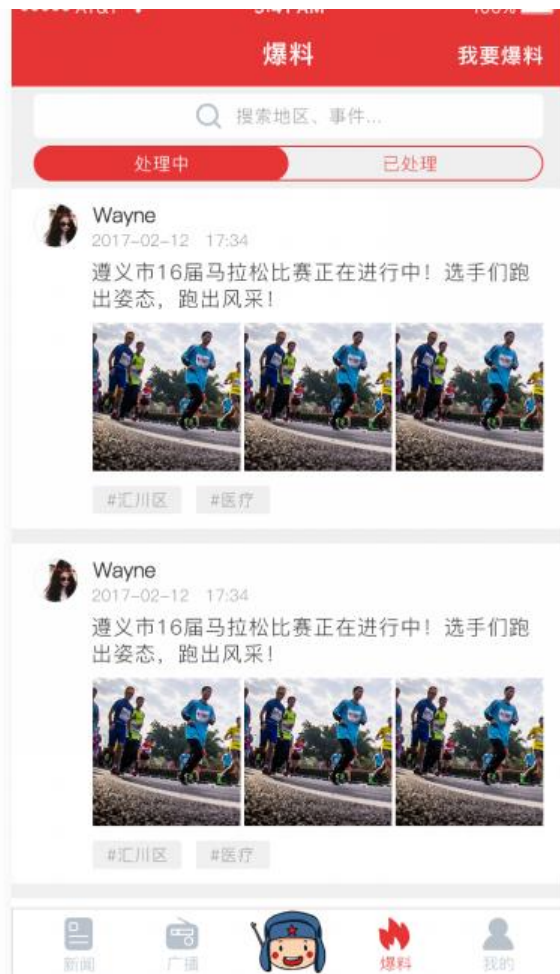 爆料
我要爆料
搜索地区、事件...
处理中
已处理
Wayne
2017-02-12 17:34
遵义市16届马拉松比赛正在进行中！选手们跑
出姿态，跑出风采！
#汇川区 #医疗
Wayne
2017-02-12 17:34
遵义市16届马拉松比赛正在进行中！选手们跑
出姿态，跑出风采！
#汇川区 #医疗
新闻
广播
爆料
我的